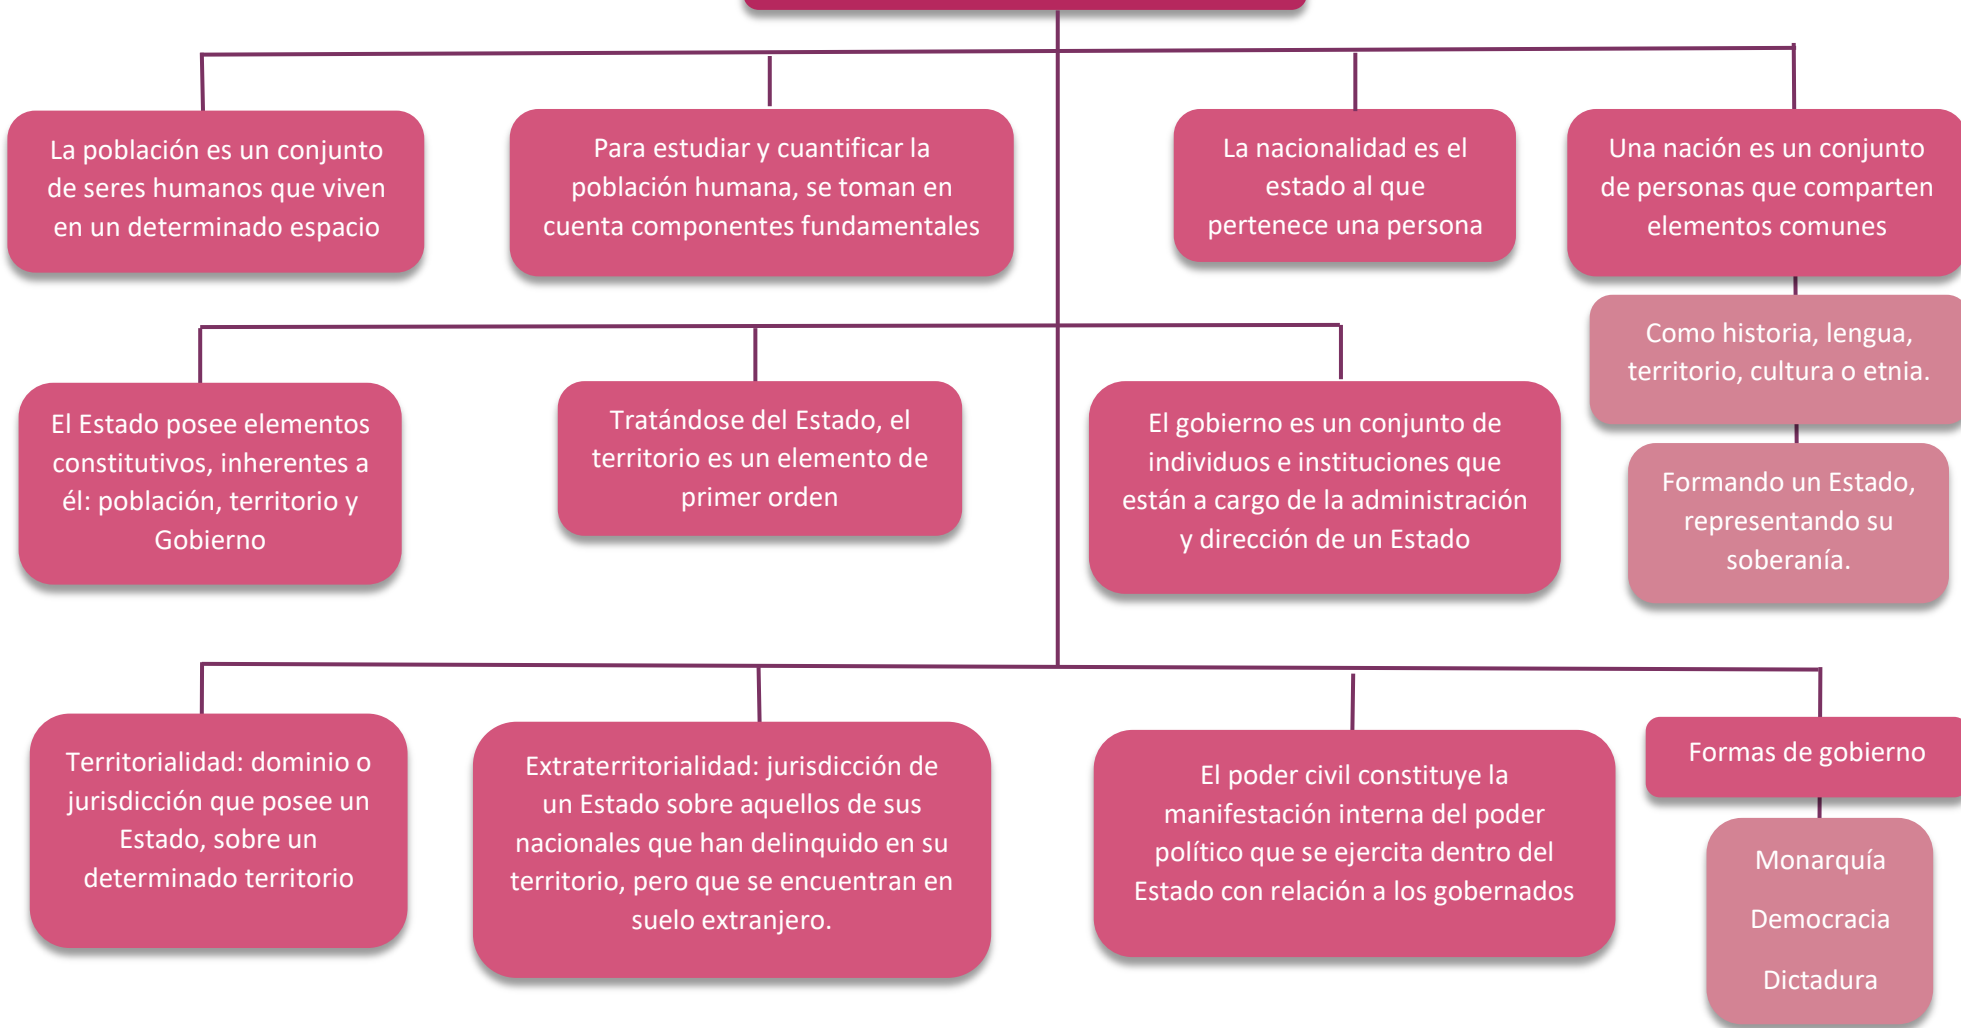 La población es un conjunto
de seres humanos que viven
en un determinado espacio
Para estudiar y cuantificar la
población humana, se toman en
cuenta componentes fundamentales
La nacionalidad es el
estado al que
pertenece una persona
Una nación es un conjunto
de personas que comparten
elementos comunes
Como historia, lengua,
territorio, cultura o etnia.
Formando un Estado,
representando su
soberanía.
El Estado posee elementos
constitutivos, inherentes a
él: población, territorio y
Gobierno
Tratándose del Estado, el
territorio es un elemento de
primer orden
El gobierno es un conjunto de
individuos e instituciones que
están a cargo de la administración
y dirección de un Estado
Territorialidad: dominio o
jurisdicción que posee un
Estado, sobre un
determinado territorio
Extraterritorialidad: jurisdicción de
un Estado sobre aquellos de sus
nacionales que han delinquido en su
territorio, pero que se encuentran en
suelo extranjero.
El poder civil constituye la
manifestación interna del poder
político que se ejercita dentro del
Estado con relación a los gobernados
Formas de gobierno
Monarquía
Democracia
Dictadura